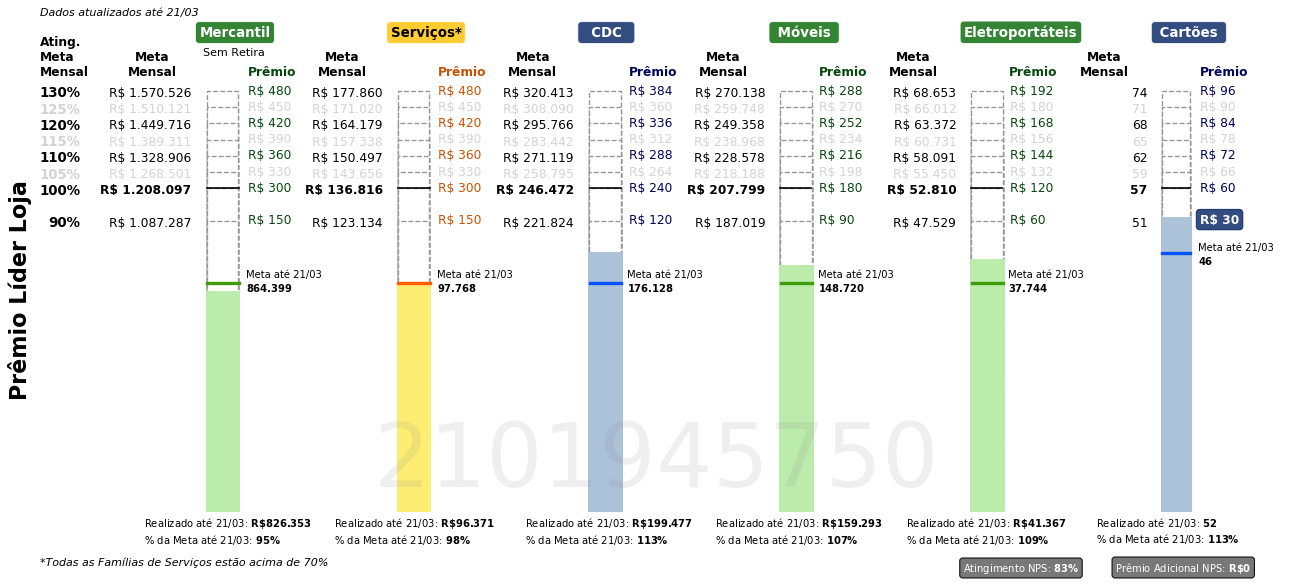 Dados atualizados até 21/03
Mercantil Serviços* CDC Móveis Eletroportáteis Cartões
Sem Retira
Ating. Meta Mensal Meta Mensal Prêmio Meta Mensal Prêmio Meta Mensal Prêmio Meta Mensal Prêmio Meta Mensal Prêmio Meta Mensal Prêmio
130% R$ 1.570.526 R$ 480 R$ 177.860 R$ 480 R$ 320.413 R$ 384 R$ 270.138 R$ 288 R$ 68.653 R$ 192 74 R$ 96
125% R$ 1.510.121 R$ 450 R$ 171.020 R$ 450 R$ 308.090 R$ 360 R$ 259.748 R$ 270 R$ 66.012 R$ 180 71 R$ 90
120% R$ 1.449.716 R$ 420 R$ 164.179 R$ 420 R$ 295.766 R$ 336 R$ 249.358 R$ 252 R$ 63.372 R$ 168 68 R$ 84
115% R$ 1.389.311 R$ 390 R$ 157.338 R$ 390 R$ 283.442 R$ 312 R$ 238.968 R$ 234 R$ 60.731 R$ 156 65 R$ 78
110% R$ 1.328.906 R$ 360 R$ 150.497 R$ 360 R$ 271.119 R$ 288 R$ 228.578 R$ 216 R$ 58.091 R$ 144 62 R$ 72
105% R$ 1.268.501 R$ 330 R$ 143.656 R$ 330 R$ 258.795 R$ 264 R$ 218.188 R$ 198 R$ 55.450 R$ 132 59 R$ 66
100% R$ 1.208.097 R$ 300 R$ 136.816 R$ 300 R$ 246.472 R$ 240 R$ 207.799 R$ 180 R$ 52.810 R$ 120 57 R$ 60
90% R$ 1.087.287 R$ 150 R$ 123.134 R$ 150 R$ 221.824 R$ 120 R$ 187.019 R$ 90 R$ 47.529 R$ 60 51 R$ 30
Meta até 21/03 Meta até 21/03 Meta até 21/03 Meta até 21/03 Meta até 21/03 Meta até 21/03
864.399 97.768 176.128 148.720 37.744 46
Prêmio Líder Loja
2101945750
Realizado até 21/03: R$826.353 Realizado até 21/03: R$96.371 Realizado até 21/03: R$199.477 Realizado até 21/03: R$159.293 Realizado até 21/03: R$41.367 Realizado até 21/03: 52
% da Meta até 21/03: 95% % da Meta até 21/03: 98% % da Meta até 21/03: 113% % da Meta até 21/03: 107% % da Meta até 21/03: 109% % da Meta até 21/03: 113%
*Todas as Famílias de Serviços estão acima de 70% Atingimento NPS: 83% Prêmio Adicional NPS: R$0